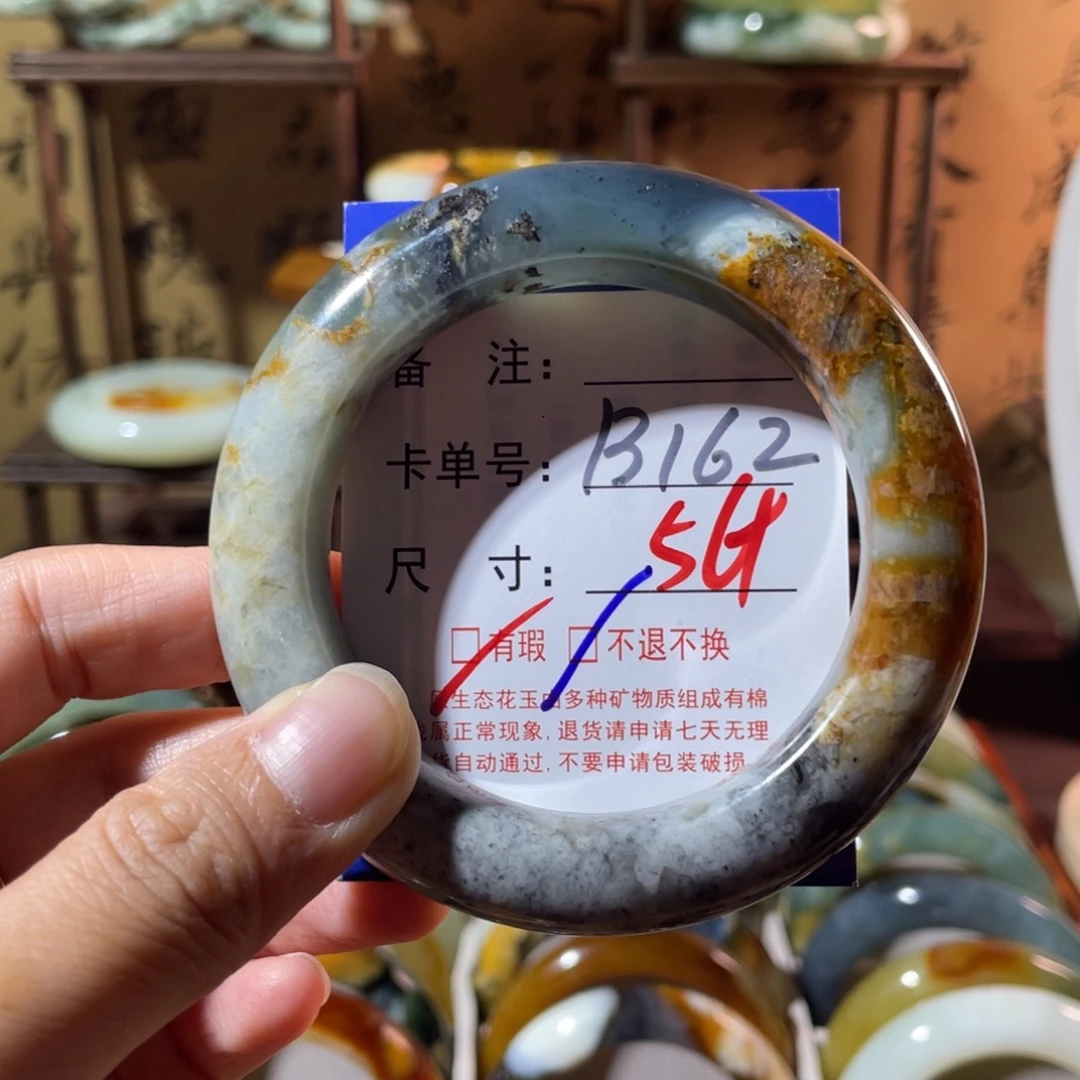 备 注:
卡单号: B162
尺 寸: 54
□有瑕 □不退不换
生态花玉由多种矿物质组成有棉
属正常现象, 退货请申请七天无理
货自动通过, 不要申请包装破损